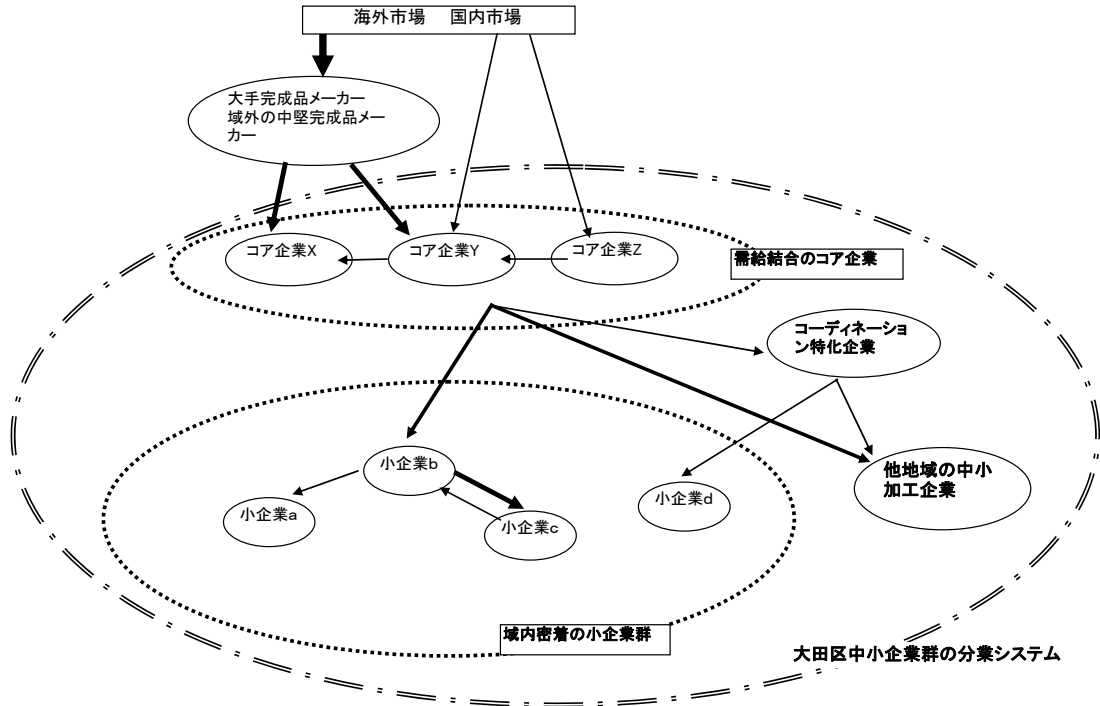 海外市場　国内市場
大手完成品メーカー
域外の中堅完成品メー
カー
コア企業X
コア企業Y
コア企業Z
需給結合のコア企業
コーディネーショ
ン特化企業
小企業b
他地域の中小
加工企業
小企業a
小企業c
小企業d
域内密着の小企業群
大田区中小企業群の分業システム